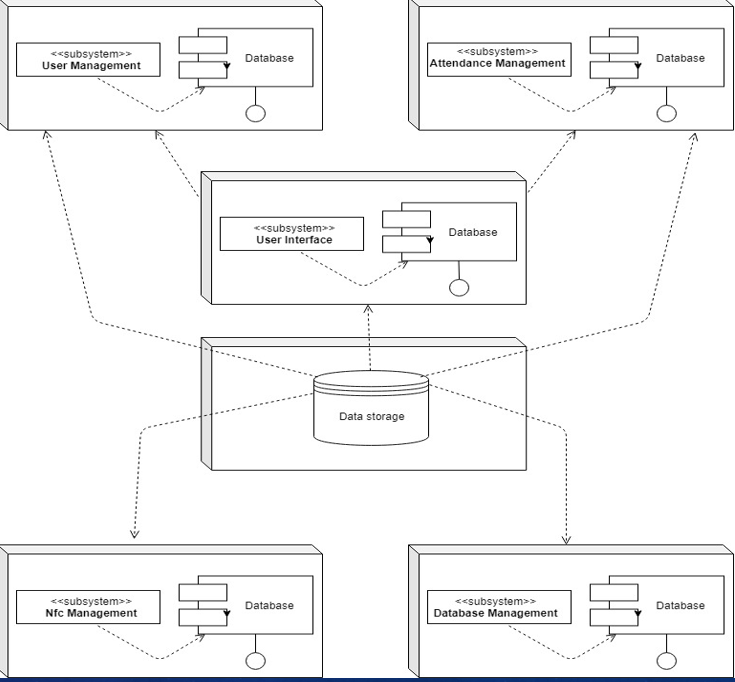 <<subsystem>>
User Management
Database
<<subsystem>>
Attendance Management
Database
<<subsystem>>
User Interface
Database
Data storage
<<subsystem>>
Nfc Management
Database
<<subsystem>>
Database Management
Database